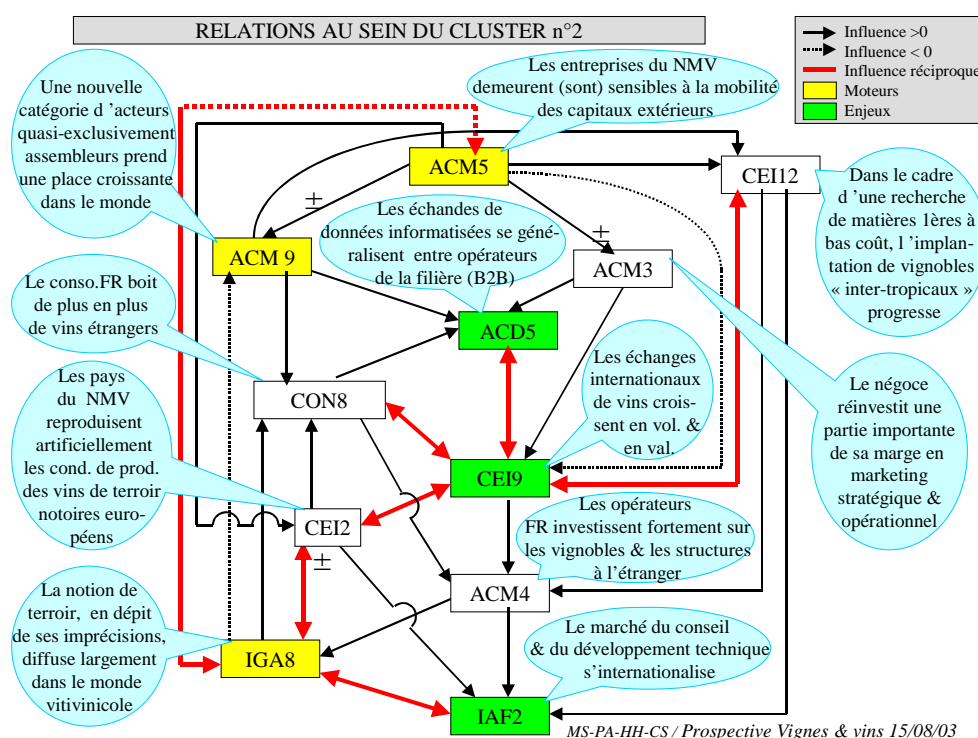 RELATIONS AU SEIN DU CLUSTER n°2
Influence >0
Influence < 0
Influence réciproque
Moteurs
Enjeux
Une nouvelle
catégorie d ’acteurs
quasi-exclusivement
assembleurs prend
une place croissante
dans le monde
Les entreprises du NMV
demeurent (sont) sensibles à la mobilité
des capitaux extérieurs
ACM5
CEI12
Dans le cadre
d ’une recherche
de matières 1ères à
bas coût, l ’implan-
tation de vignobles
« inter-tropicaux »
progresse
±
±
Les échandes de
données informatisées se géné-
ralisent entre opérateurs
de la filière (B2B)
ACM 9
ACM3
Le conso.FR boit
de plus en plus
de vins étrangers
ACD5
Les échanges
internationaux
de vins crois-
sent en vol. &
en val.
Le négoce
réinvestit une
partie importante
de sa marge en
marketing
stratégique &
opérationnel
CON8
Les pays
du NMV
reproduisent
artificiellement
les cond. de prod.
des vins de terroir
notoires euro-
péens
CEI9
CEI2
±
Les opérateurs
FR investissent fortement sur
les vignobles & les structures
à l’étranger
ACM4
La notion de
terroir, en dépit
de ses imprécisions,
diffuse largement
dans le monde
vitivinicole
IGA8
Le marché du conseil
& du développement technique
s’internationalise
IAF2
MS-PA-HH-CS / Prospective Vignes & vins 15/08/03